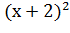 (x + 2)²